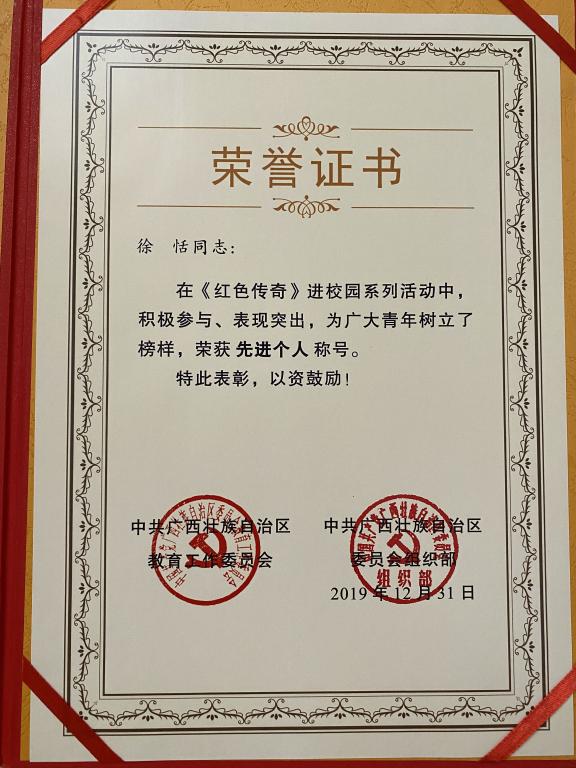 荣誉证书
徐 恬同志:
在《红色传奇》进校园系列活动中，
积极参与、表现突出，为广大青年树立了
榜样，荣获 先进个人 称号。
特此表彰，以资鼓励！
中共广西壮族自治区
教育工作委员会
中共广西壮族自治区
委员会组织部
2019 年 12 月 31 日
组织部